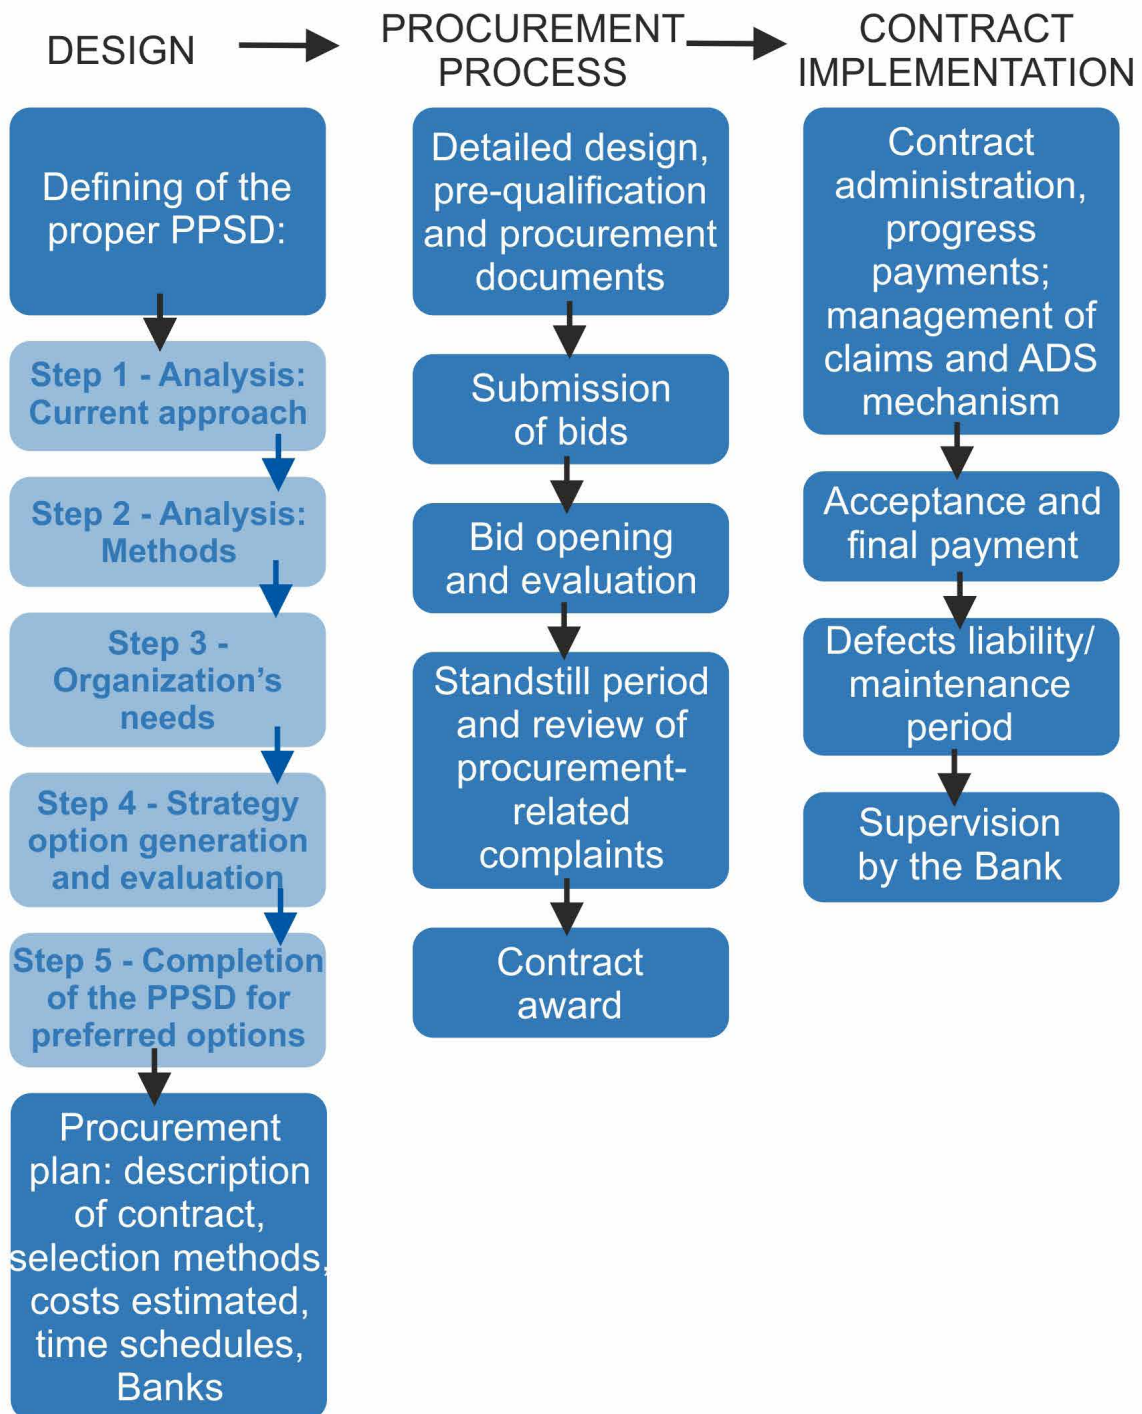 DESIGN
PROCUREMENT
PROCESS
CONTRACT
IMPLEMENTATION
Defining of the
proper PPSD:
Step 1 - Analysis:
Current approach
Step 2 - Analysis:
Methods
Step 3 -
Organization's
needs
Step 4 - Strategy
option generation
and evaluation
Step 5 - Completion
of the PPSD for
preferred options
Procurement
plan: description
of contract,
selection methods,
costs estimated,
time schedules,
Banks
Detailed design,
pre-qualification
and procurement
documents
Submission
of bids
Bid opening
and evaluation
Standstill period
and review of
procurement-
related
complaints
Contract
award
Contract
administration,
progress
payments;
management of
claims and ADS
mechanism
Acceptance and
final payment
Defects liability/
maintenance
period
Supervision
by the Bank